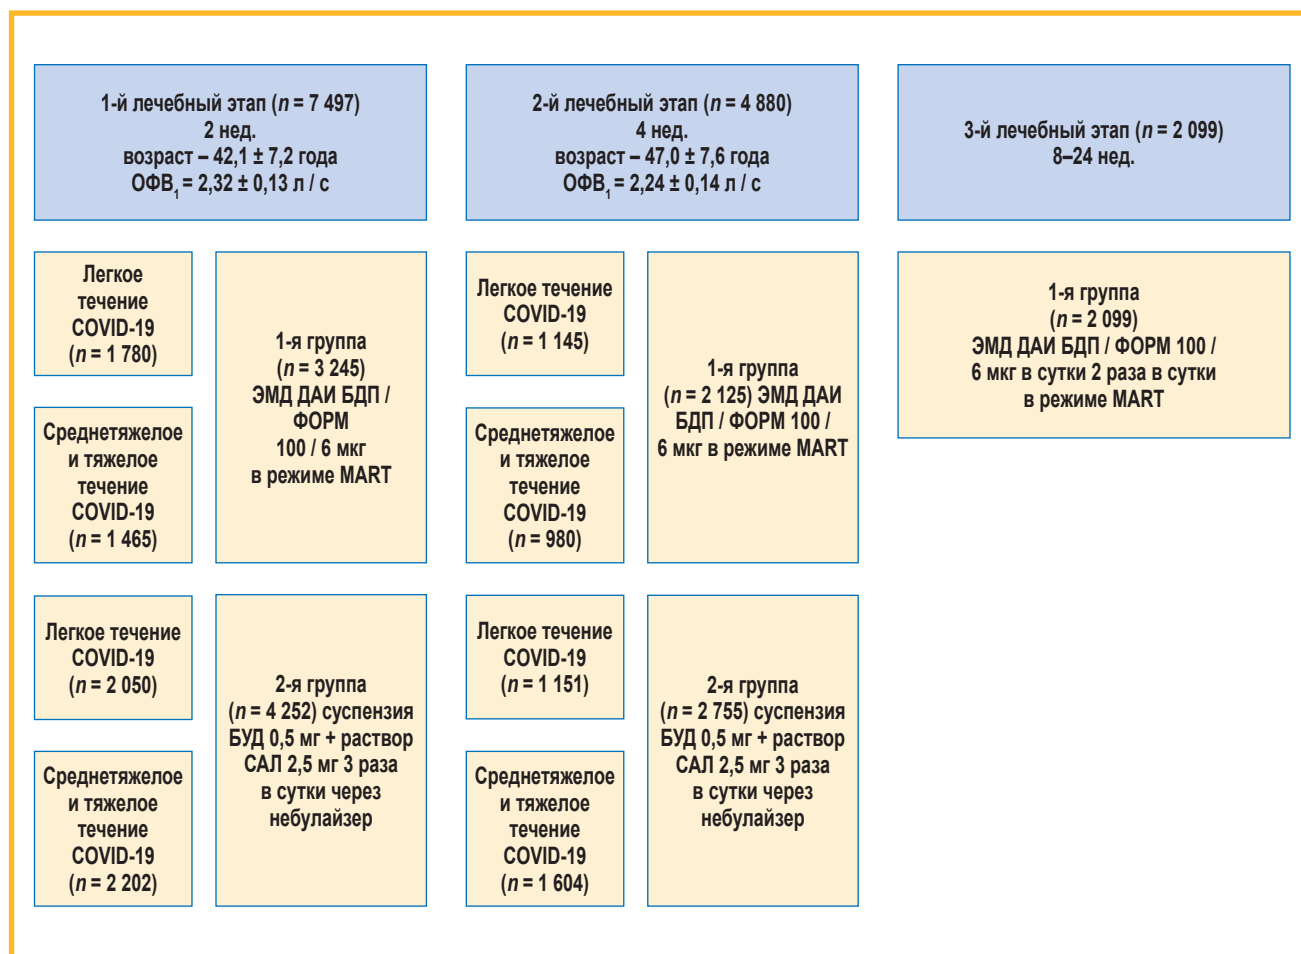 1-й лечебный этап (n = 7 497)
2 нед.
возраст – 42,1 ± 7,2 года
ОФВ₁ = 2,32 ± 0,13 л / с
2-й лечебный этап (n = 4 880)
4 нед.
возраст – 47,0 ± 7,6 года
ОФВ₁ = 2,24 ± 0,14 л / с
3-й лечебный этап (n = 2 099)
8–24 нед.
Легкое
течение
COVID-19
(n = 1 780)
Среднетяжелое
и тяжелое
течение
COVID-19
(n = 1 465)
1-я группа
(n = 3 245)
ЭМД ДАИ БДП /
ФОРМ
100 / 6 мкг
в режиме MART
Легкое течение
COVID-19
(n = 1 145)
Среднетяжелое
и тяжелое
течение
COVID-19
(n = 980)
1-я группа
(n = 2 125) ЭМД ДАИ
БДП / ФОРМ 100 /
6 мкг в режиме MART
1-я группа
(n = 2 099)
ЭМД ДАИ БДП / ФОРМ 100 /
6 мкг в сутки 2 раза в сутки
в режиме MART
Легкое течение
COVID-19
(n = 2 050)
Среднетяжелое
и тяжелое
течение
COVID-19
(n = 2 202)
2-я группа
(n = 4 252) суспензия
БУД 0,5 мг + раствор
САЛ 2,5 мг 3 раза
в сутки через
небулайзер
Легкое течение
COVID-19
(n = 1 151)
Среднетяжелое
и тяжелое
течение
COVID-19
(n = 1 604)
2-я группа
(n = 2 755) суспензия
БУД 0,5 мг + раствор
САЛ 2,5 мг 3 раза
в сутки через
небулайзер